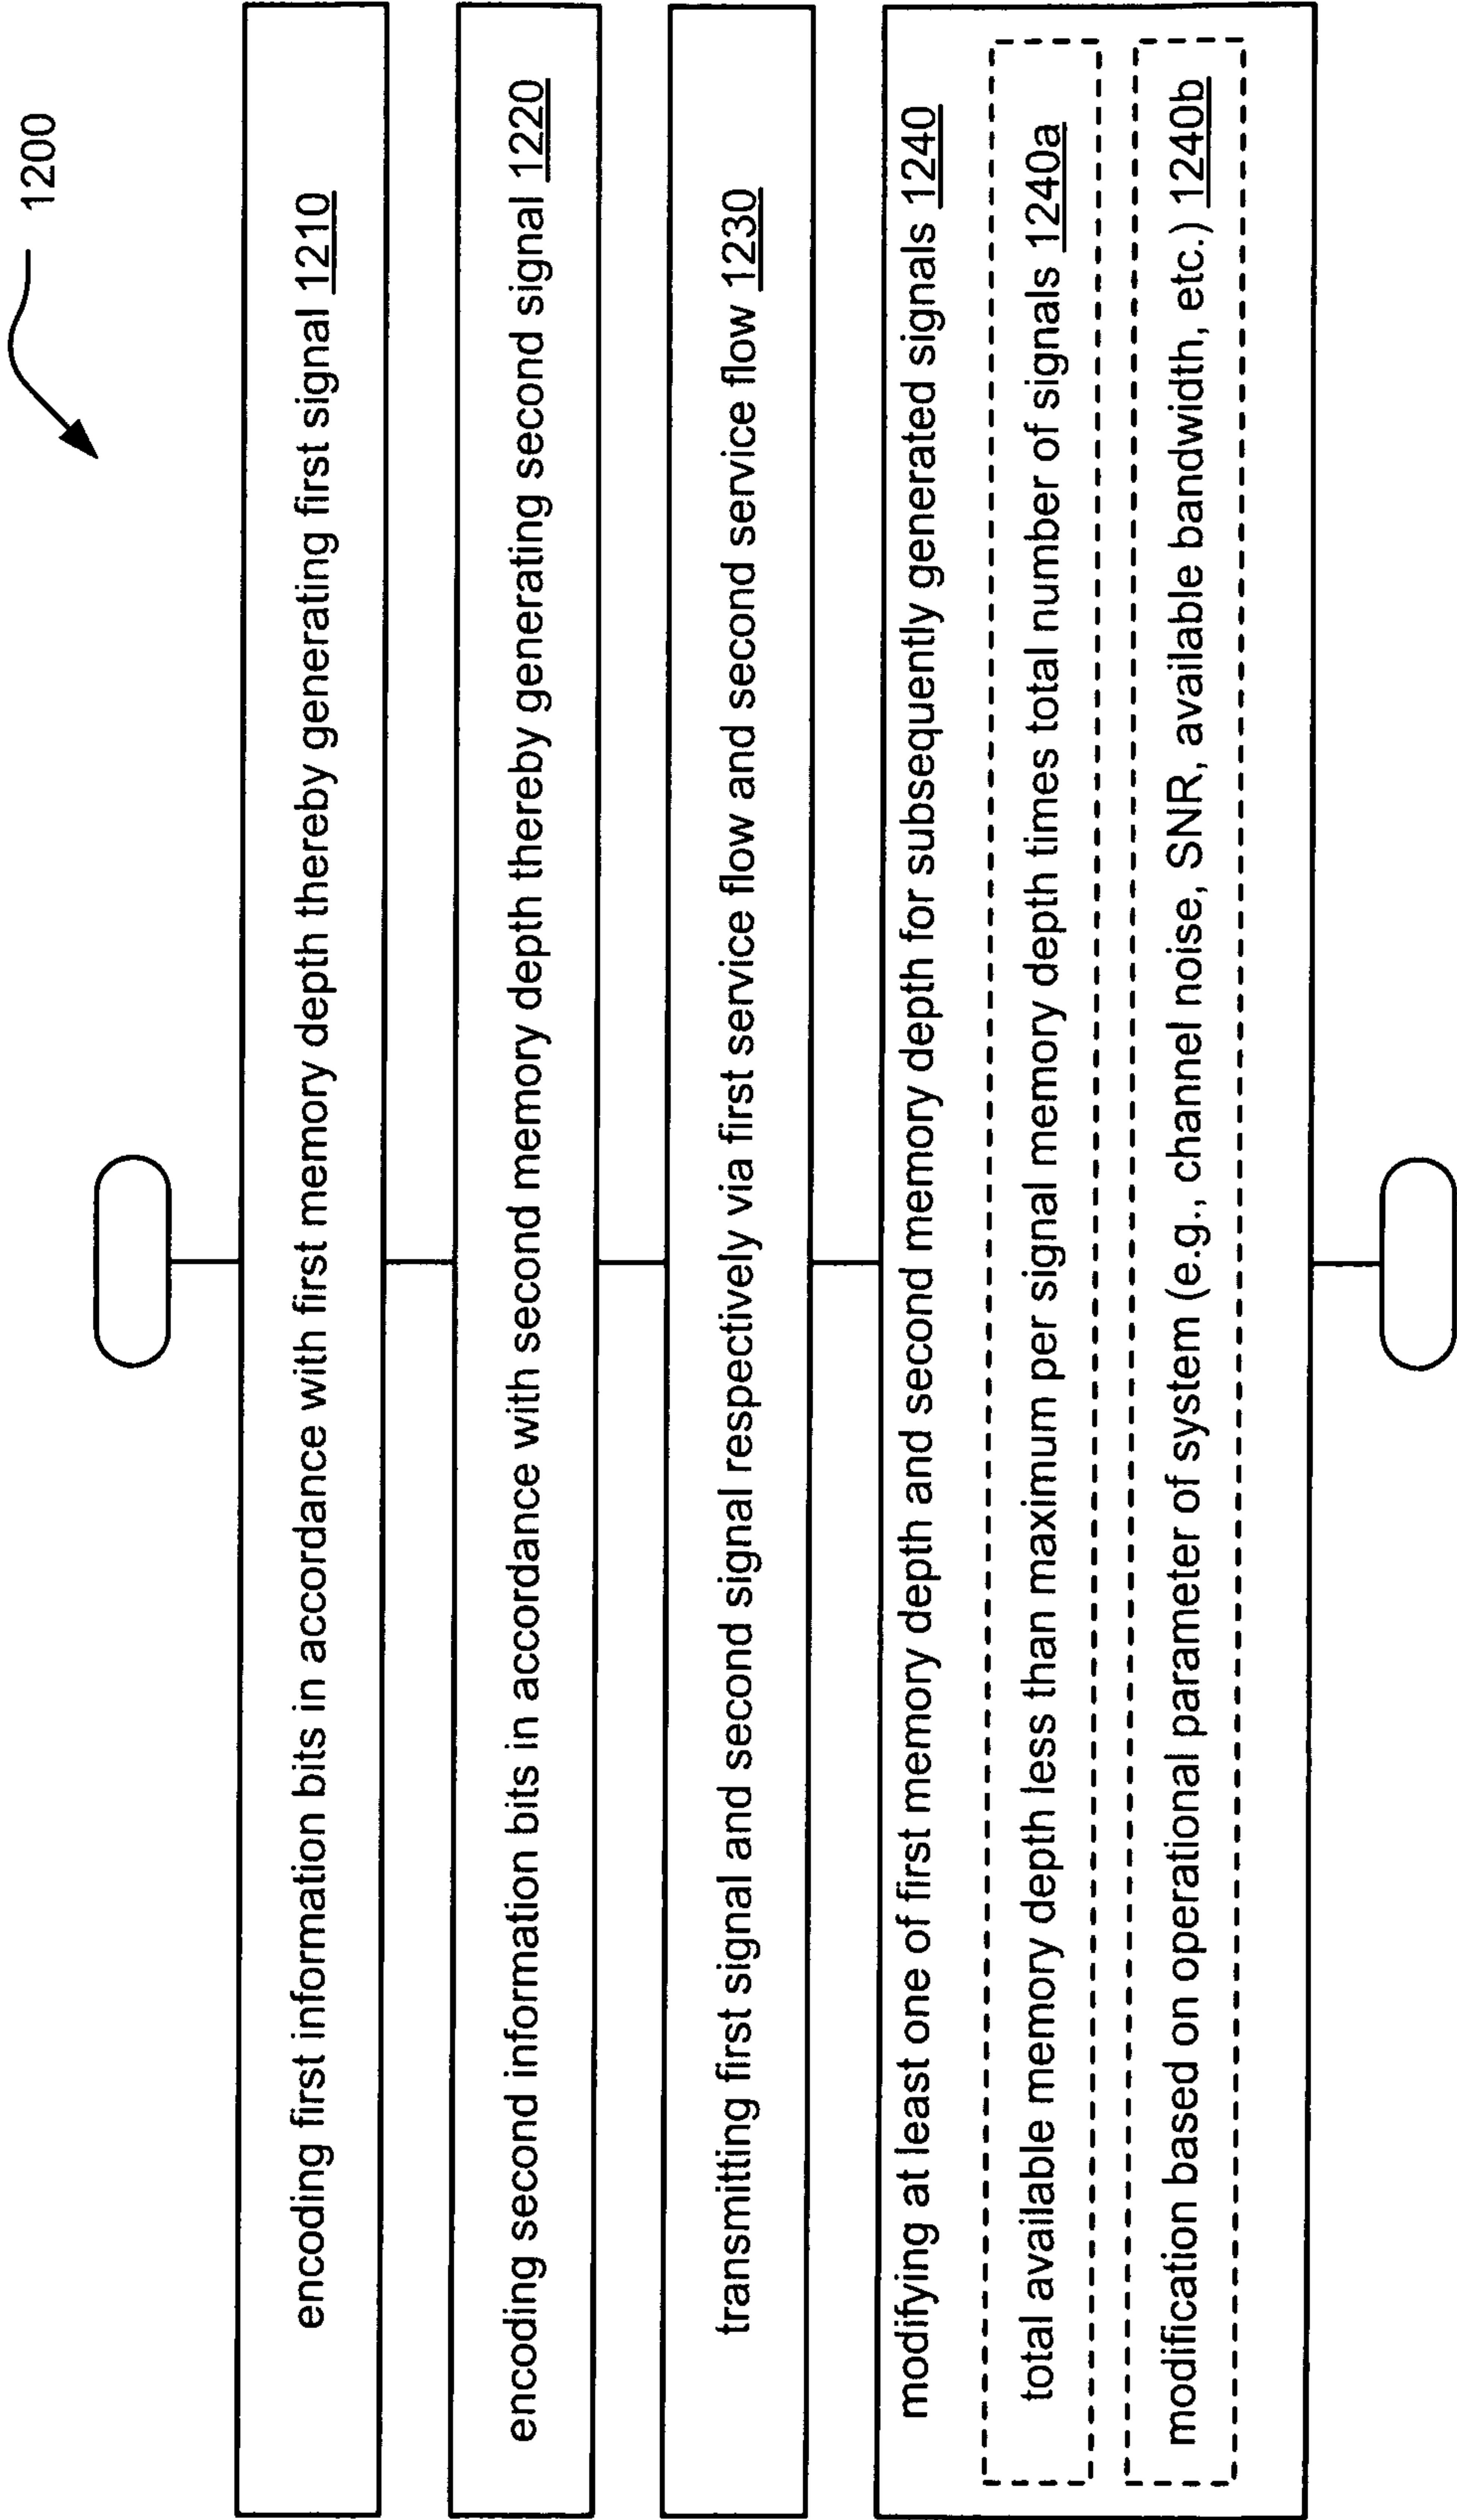 1200
encoding first information bits in accordance with first memory depth thereby generating first signal 1210
encoding second information bits in accordance with second memory depth thereby generating second signal 1220
transmitting first signal and second signal respectively via first service flow and second service flow 1230
modifying at least one of first memory depth and second memory depth for subsequently generated signals 1240
total available memory depth less than maximum per signal memory depth times total number of signals 1240a
modification based on operational parameter of system (e.g., channel noise, SNR, available bandwidth, etc.) 1240b